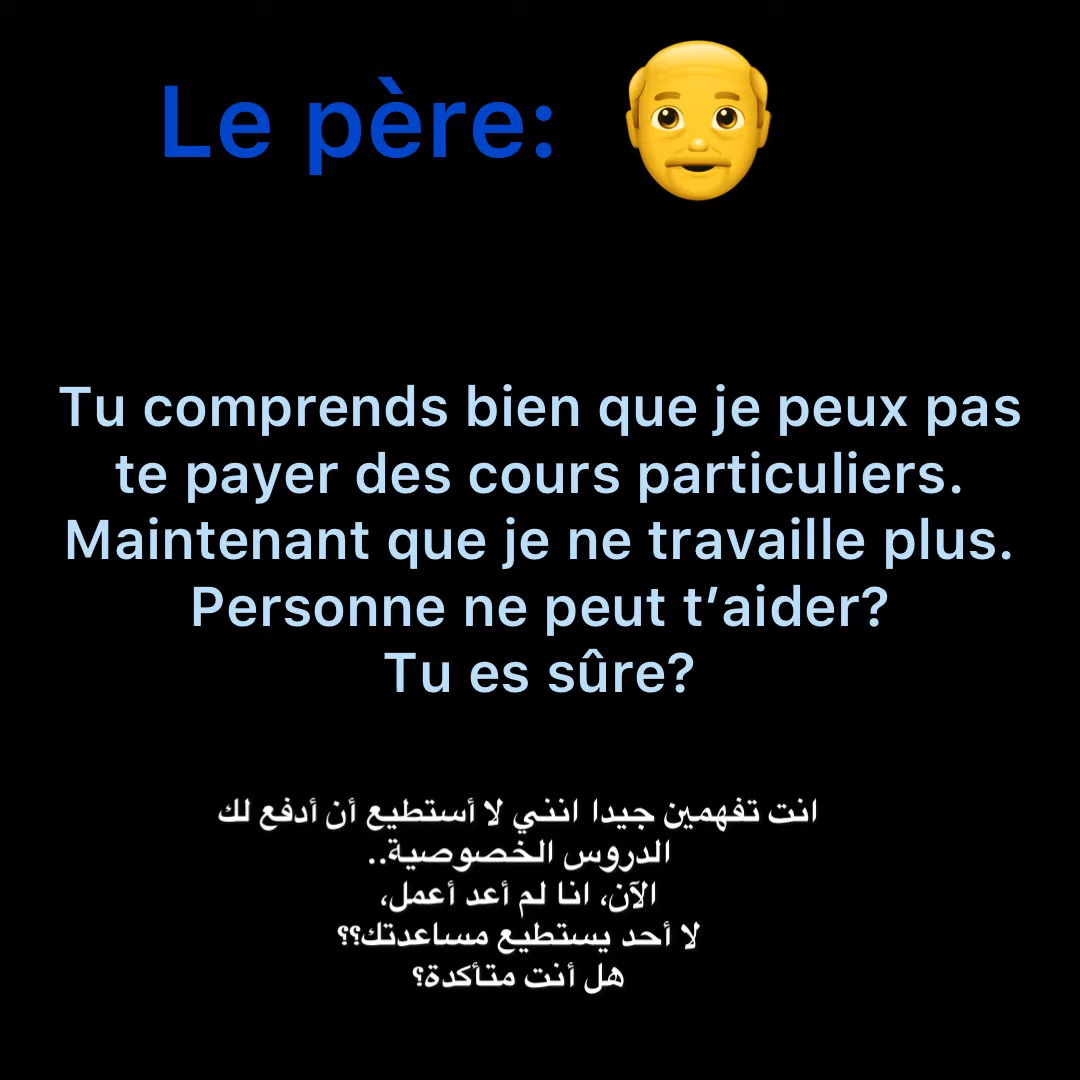 Le père:
Tu comprends bien que je peux pas
te payer des cours particuliers.
Maintenant que je ne travaille plus.
Personne ne peut t’aider?
Tu es sûre?
انت تفهمين جيدا انني لا أستطيع أن أدفع لك
الدروس الخصوصية..
الآن، انا لم أعد أعمل،
لا أحد يستطيع مساعدتك؟؟
هل أنت متأكدة؟